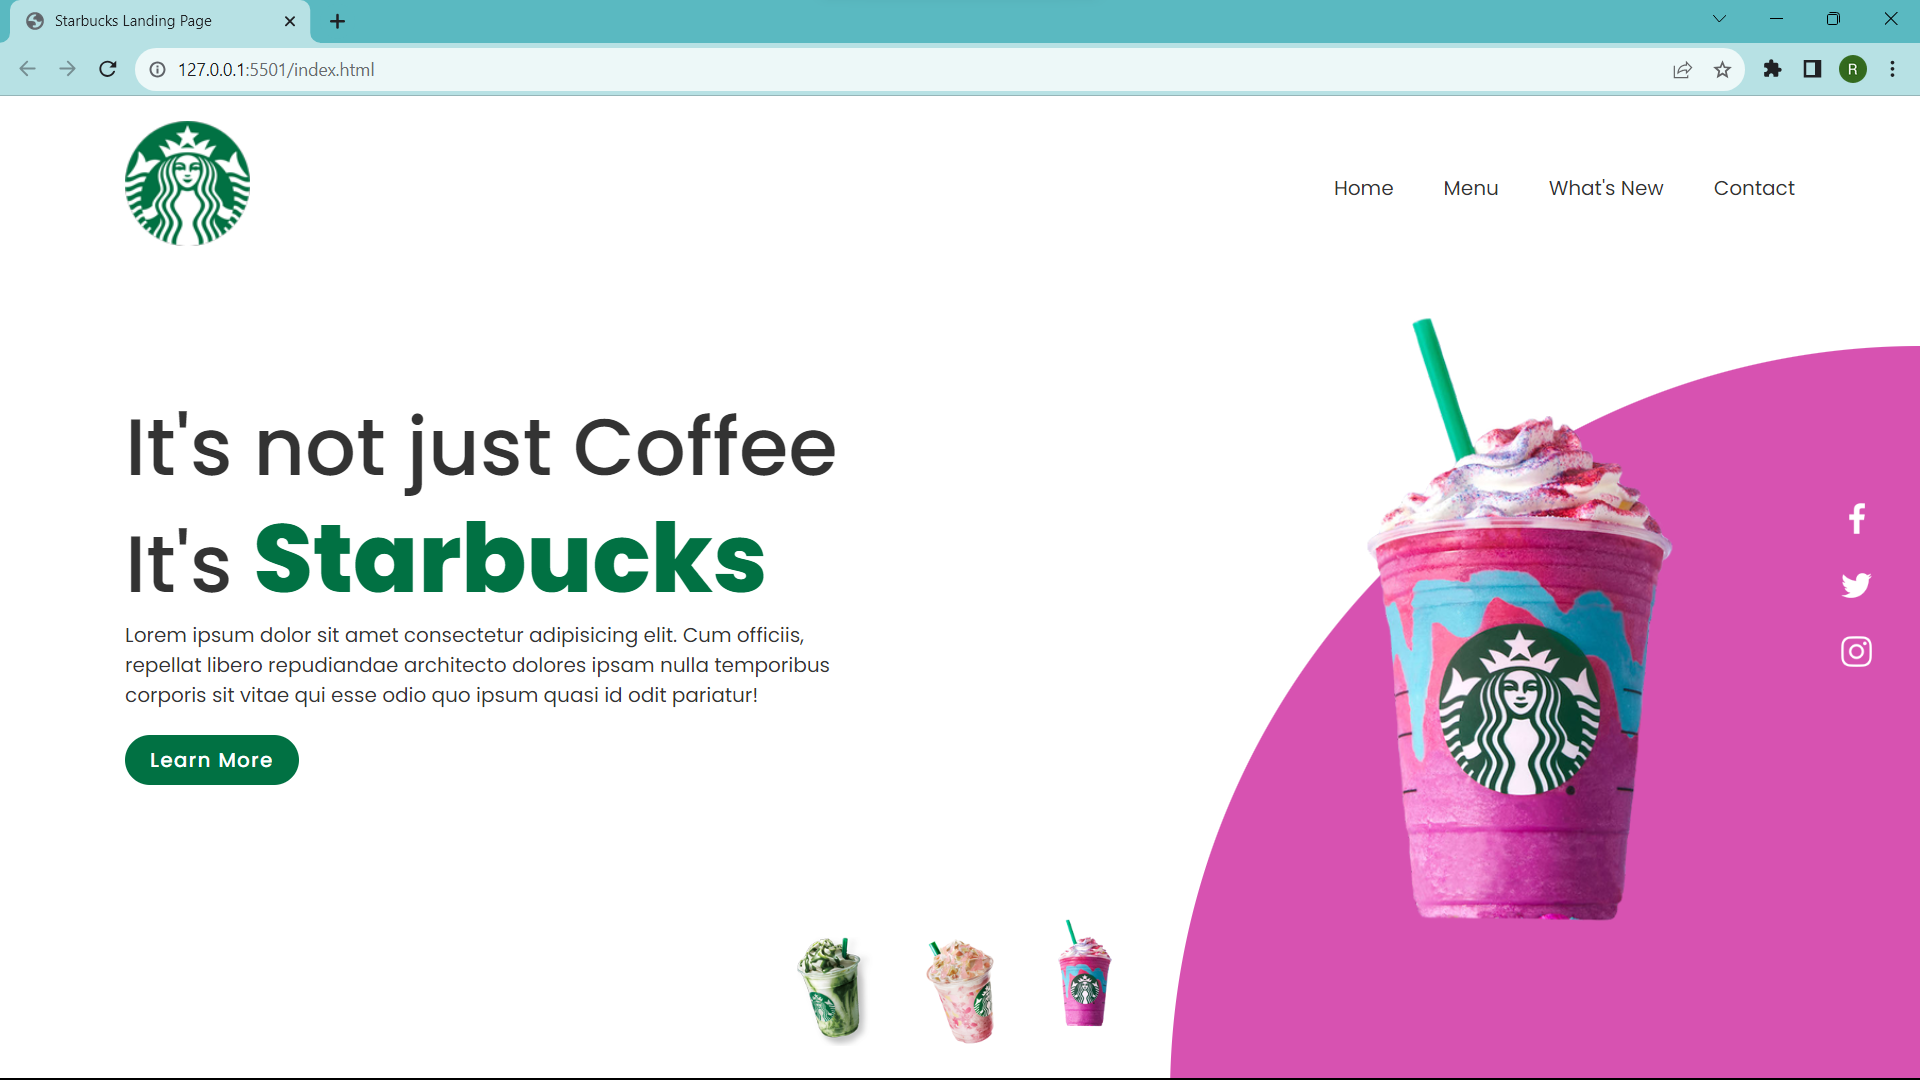 Starbucks Landing Page
127.0.0.1:5501/index.html
R
Home Menu What's New Contact
It's not just Coffee
It's Starbucks
Lorem ipsum dolor sit amet consectetur adipisicing elit. Cum officiis,
repellat libero repudiandae architecto dolores ipsam nulla temporibus
corporis sit vitae qui esse odio quo ipsum quasi id odit pariatur!
Learn More